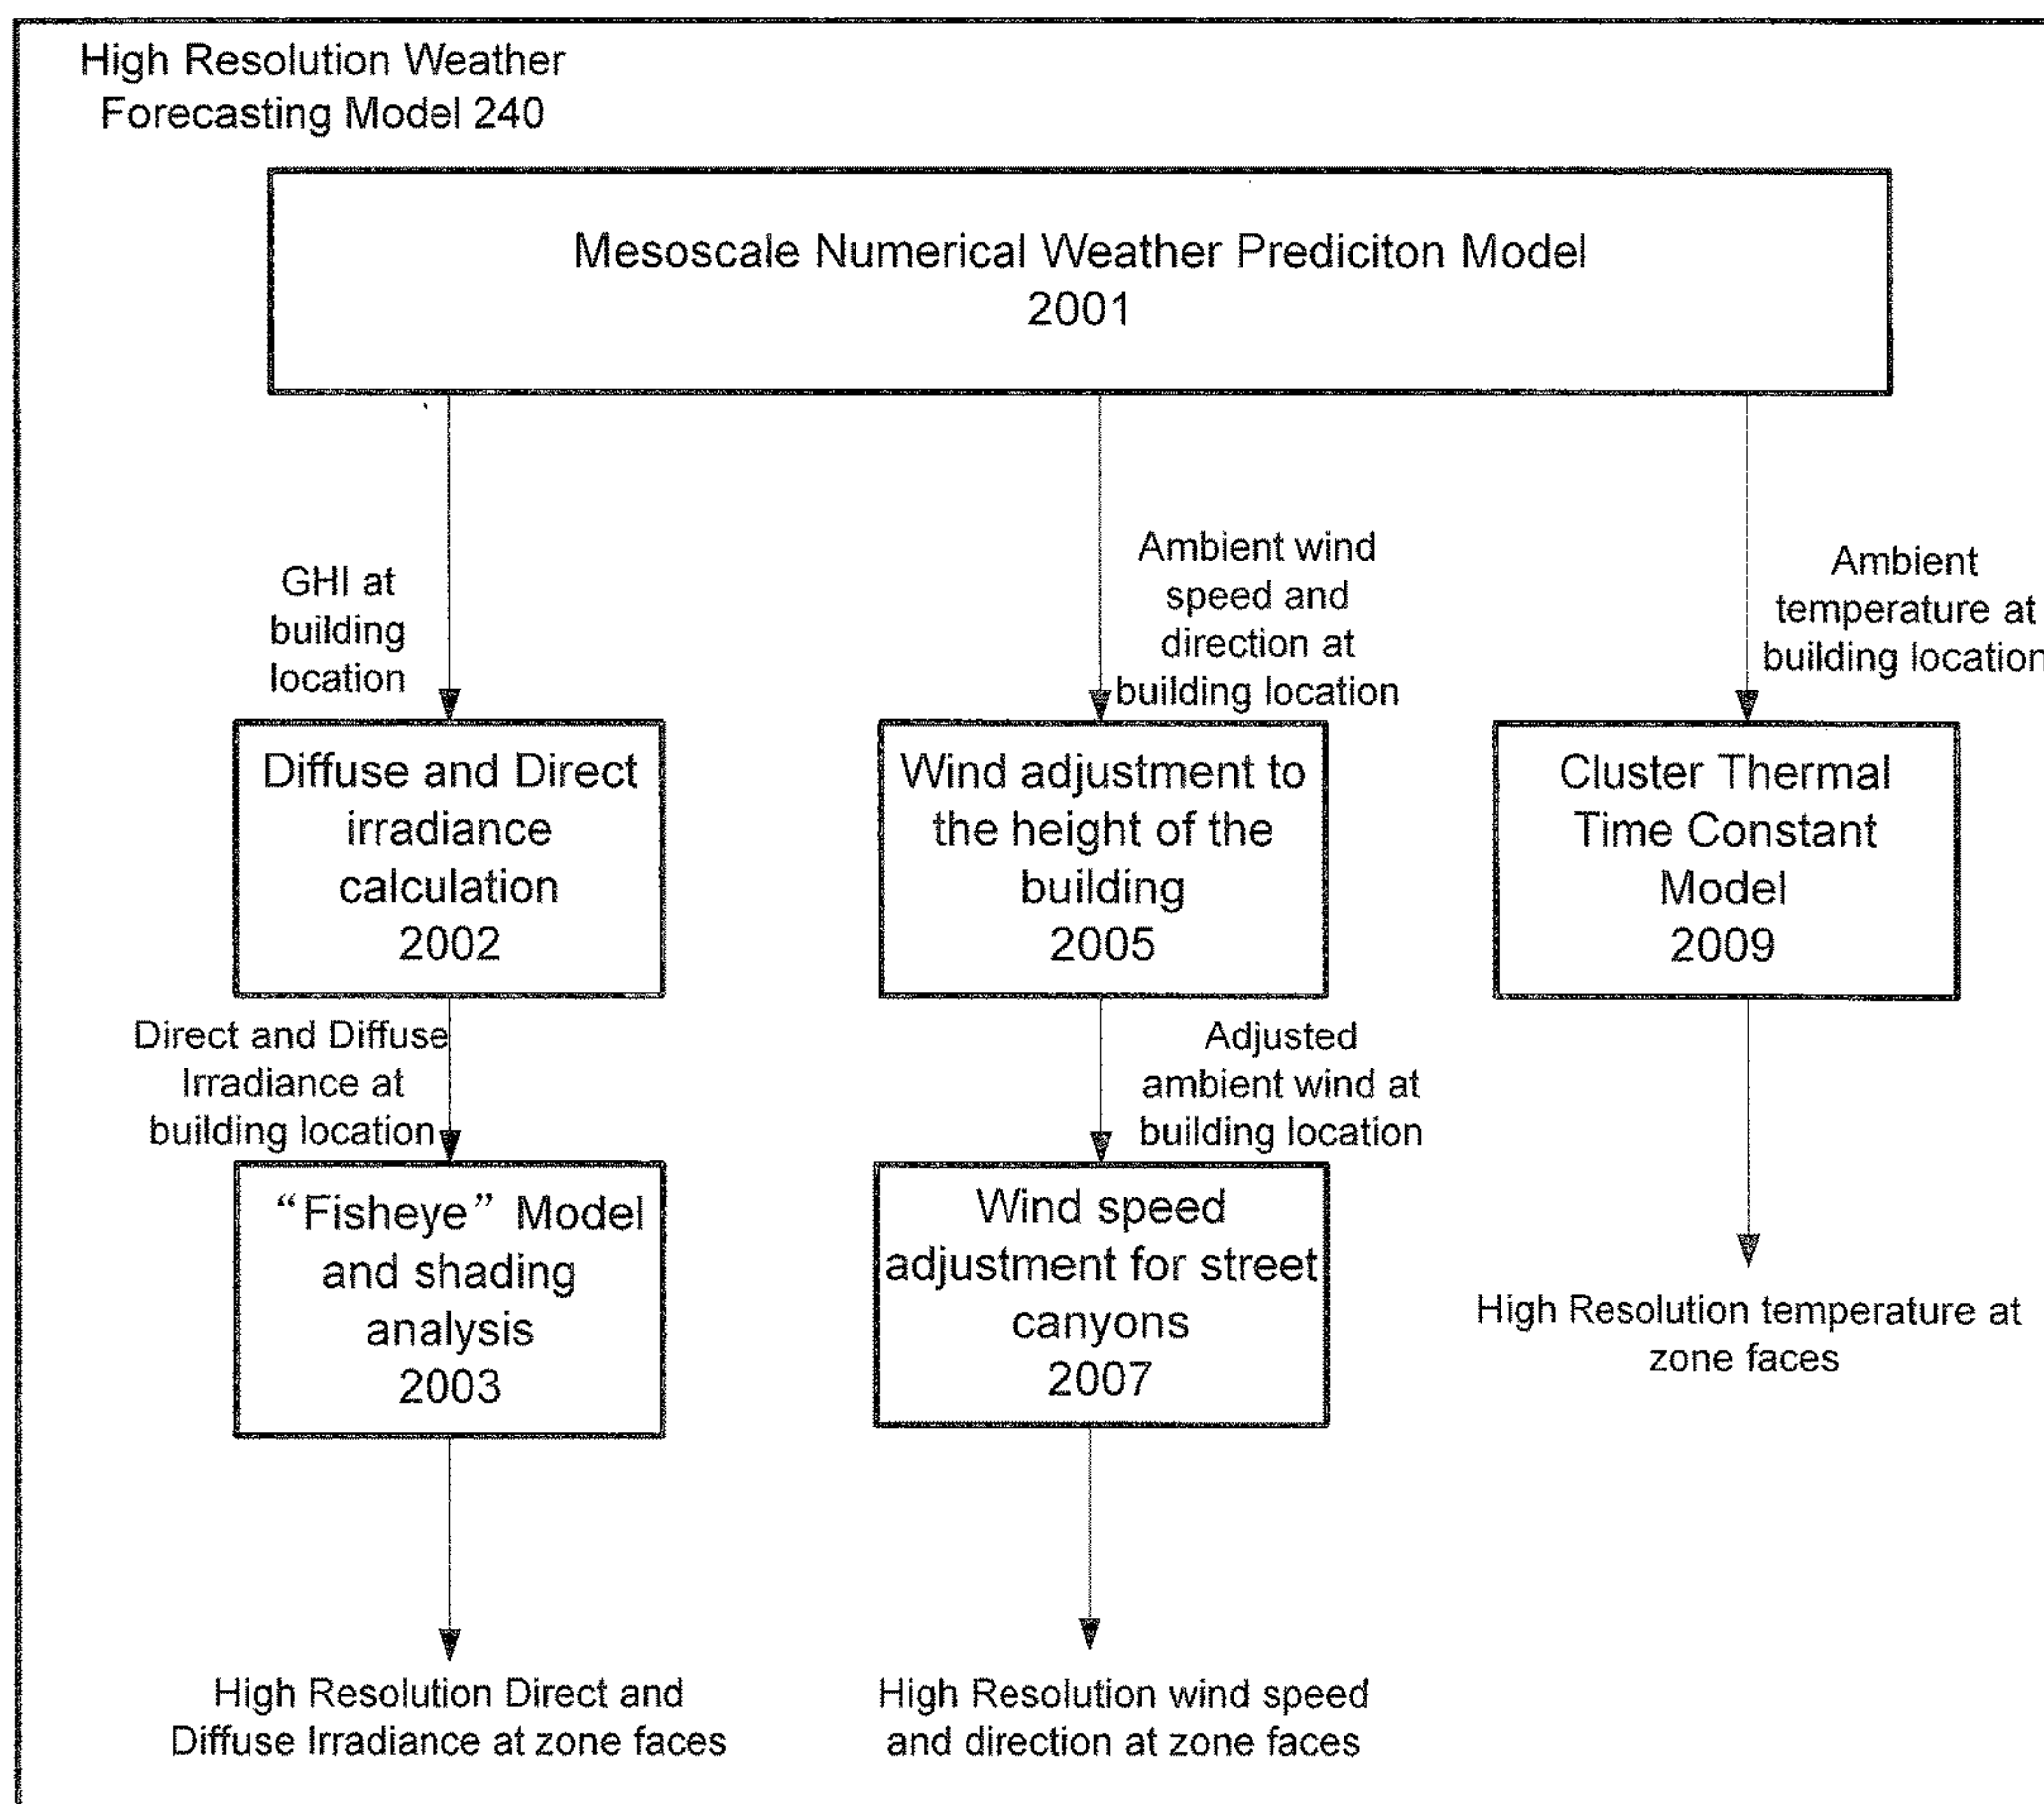 High Resolution Weather
Forecasting Model 240
Mesoscale Numerical Weather Prediciton Model
2001
GHI at
building
location
Ambient wind
speed and
direction at
building location
Ambient
temperature at
building location
Diffuse and Direct
irradiance
calculation
2002
Wind adjustment to
the height of the
building
2005
Cluster Thermal
Time Constant
Model
2009
Direct and Diffuse
Irradiance at
building location
Adjusted
ambient wind at
building location
“Fisheye” Model
and shading
analysis
2003
Wind speed
adjustment for street
canyons
2007
High Resolution temperature at
zone faces
High Resolution Direct and
Diffuse Irradiance at zone faces
High Resolution wind speed
and direction at zone faces